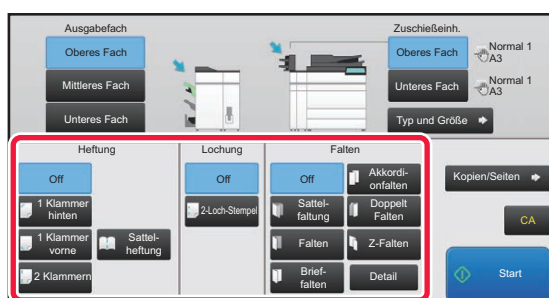 Ausgabefach
Zuschießeinh.
Oberes Fach
Oberes Fach
Normal 1
A3
Mittleres Fach
Unteres Fach
Normal 1
A3
Unteres Fach
Typ und Größe
Heftung
Lochung
Falten
Off
Off
Off
Akkordi-
onfalten
Kopien/Seiten
1 Klammer
hinten
2-Loch-Stempel
Sattel-
faltung
Doppelt
Falten
CA
1 Klammer
vorne
Sattel-
heftung
Falten
Z-Falten
2 Klammern
Brief-
falten
Detail
Start